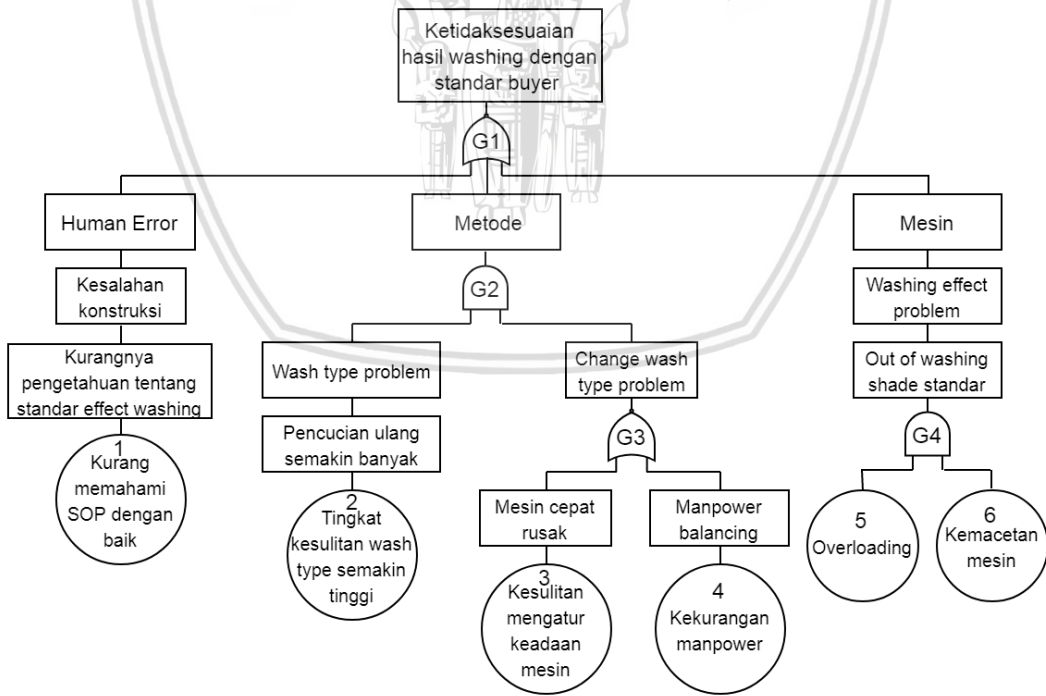 Ketidaksesuaian
hasil washing dengan
standar buyer
G1
Human Error
Metode
Mesin
Kesalahan
konstruksi
G2
Washing effect
problem
Kurangnya
pengetahuan tentang
standar effect washing
Wash type problem
Change wash
type problem
Out of washing
shade standar
1
Kurang
memahami
SOP dengan
baik
Pencucian ulang
semakin banyak
G3
G4
2
Tingkat
kesulitan wash
type semakin
tinggi
Mesin cepat
rusak
Manpower
balancing
5
Overloading
6
Kemacetan
mesin
3
Kesulitan
mengatur
keadaan
mesin
4
Kekurangan
manpower